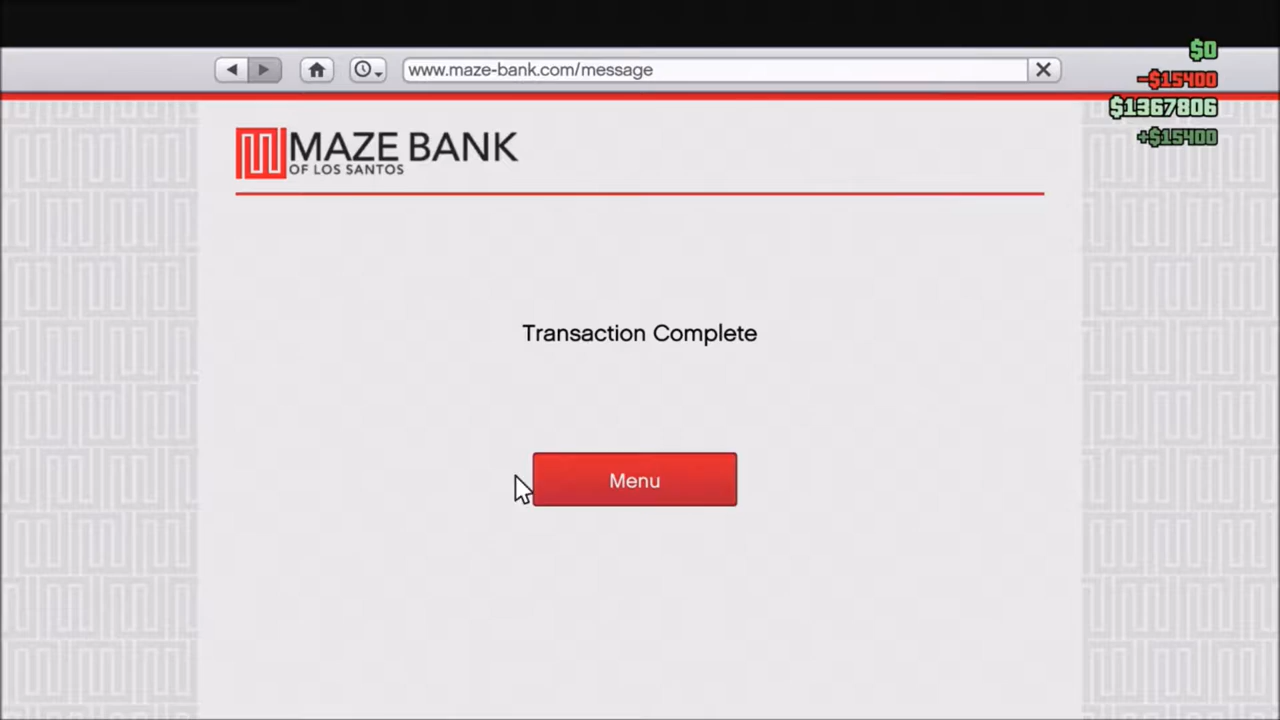 www.maze-bank.com/message
$0
-$15400
$1367806
+$15400
MAZE BANK
OF LOS SANTOS
Transaction Complete
Menu